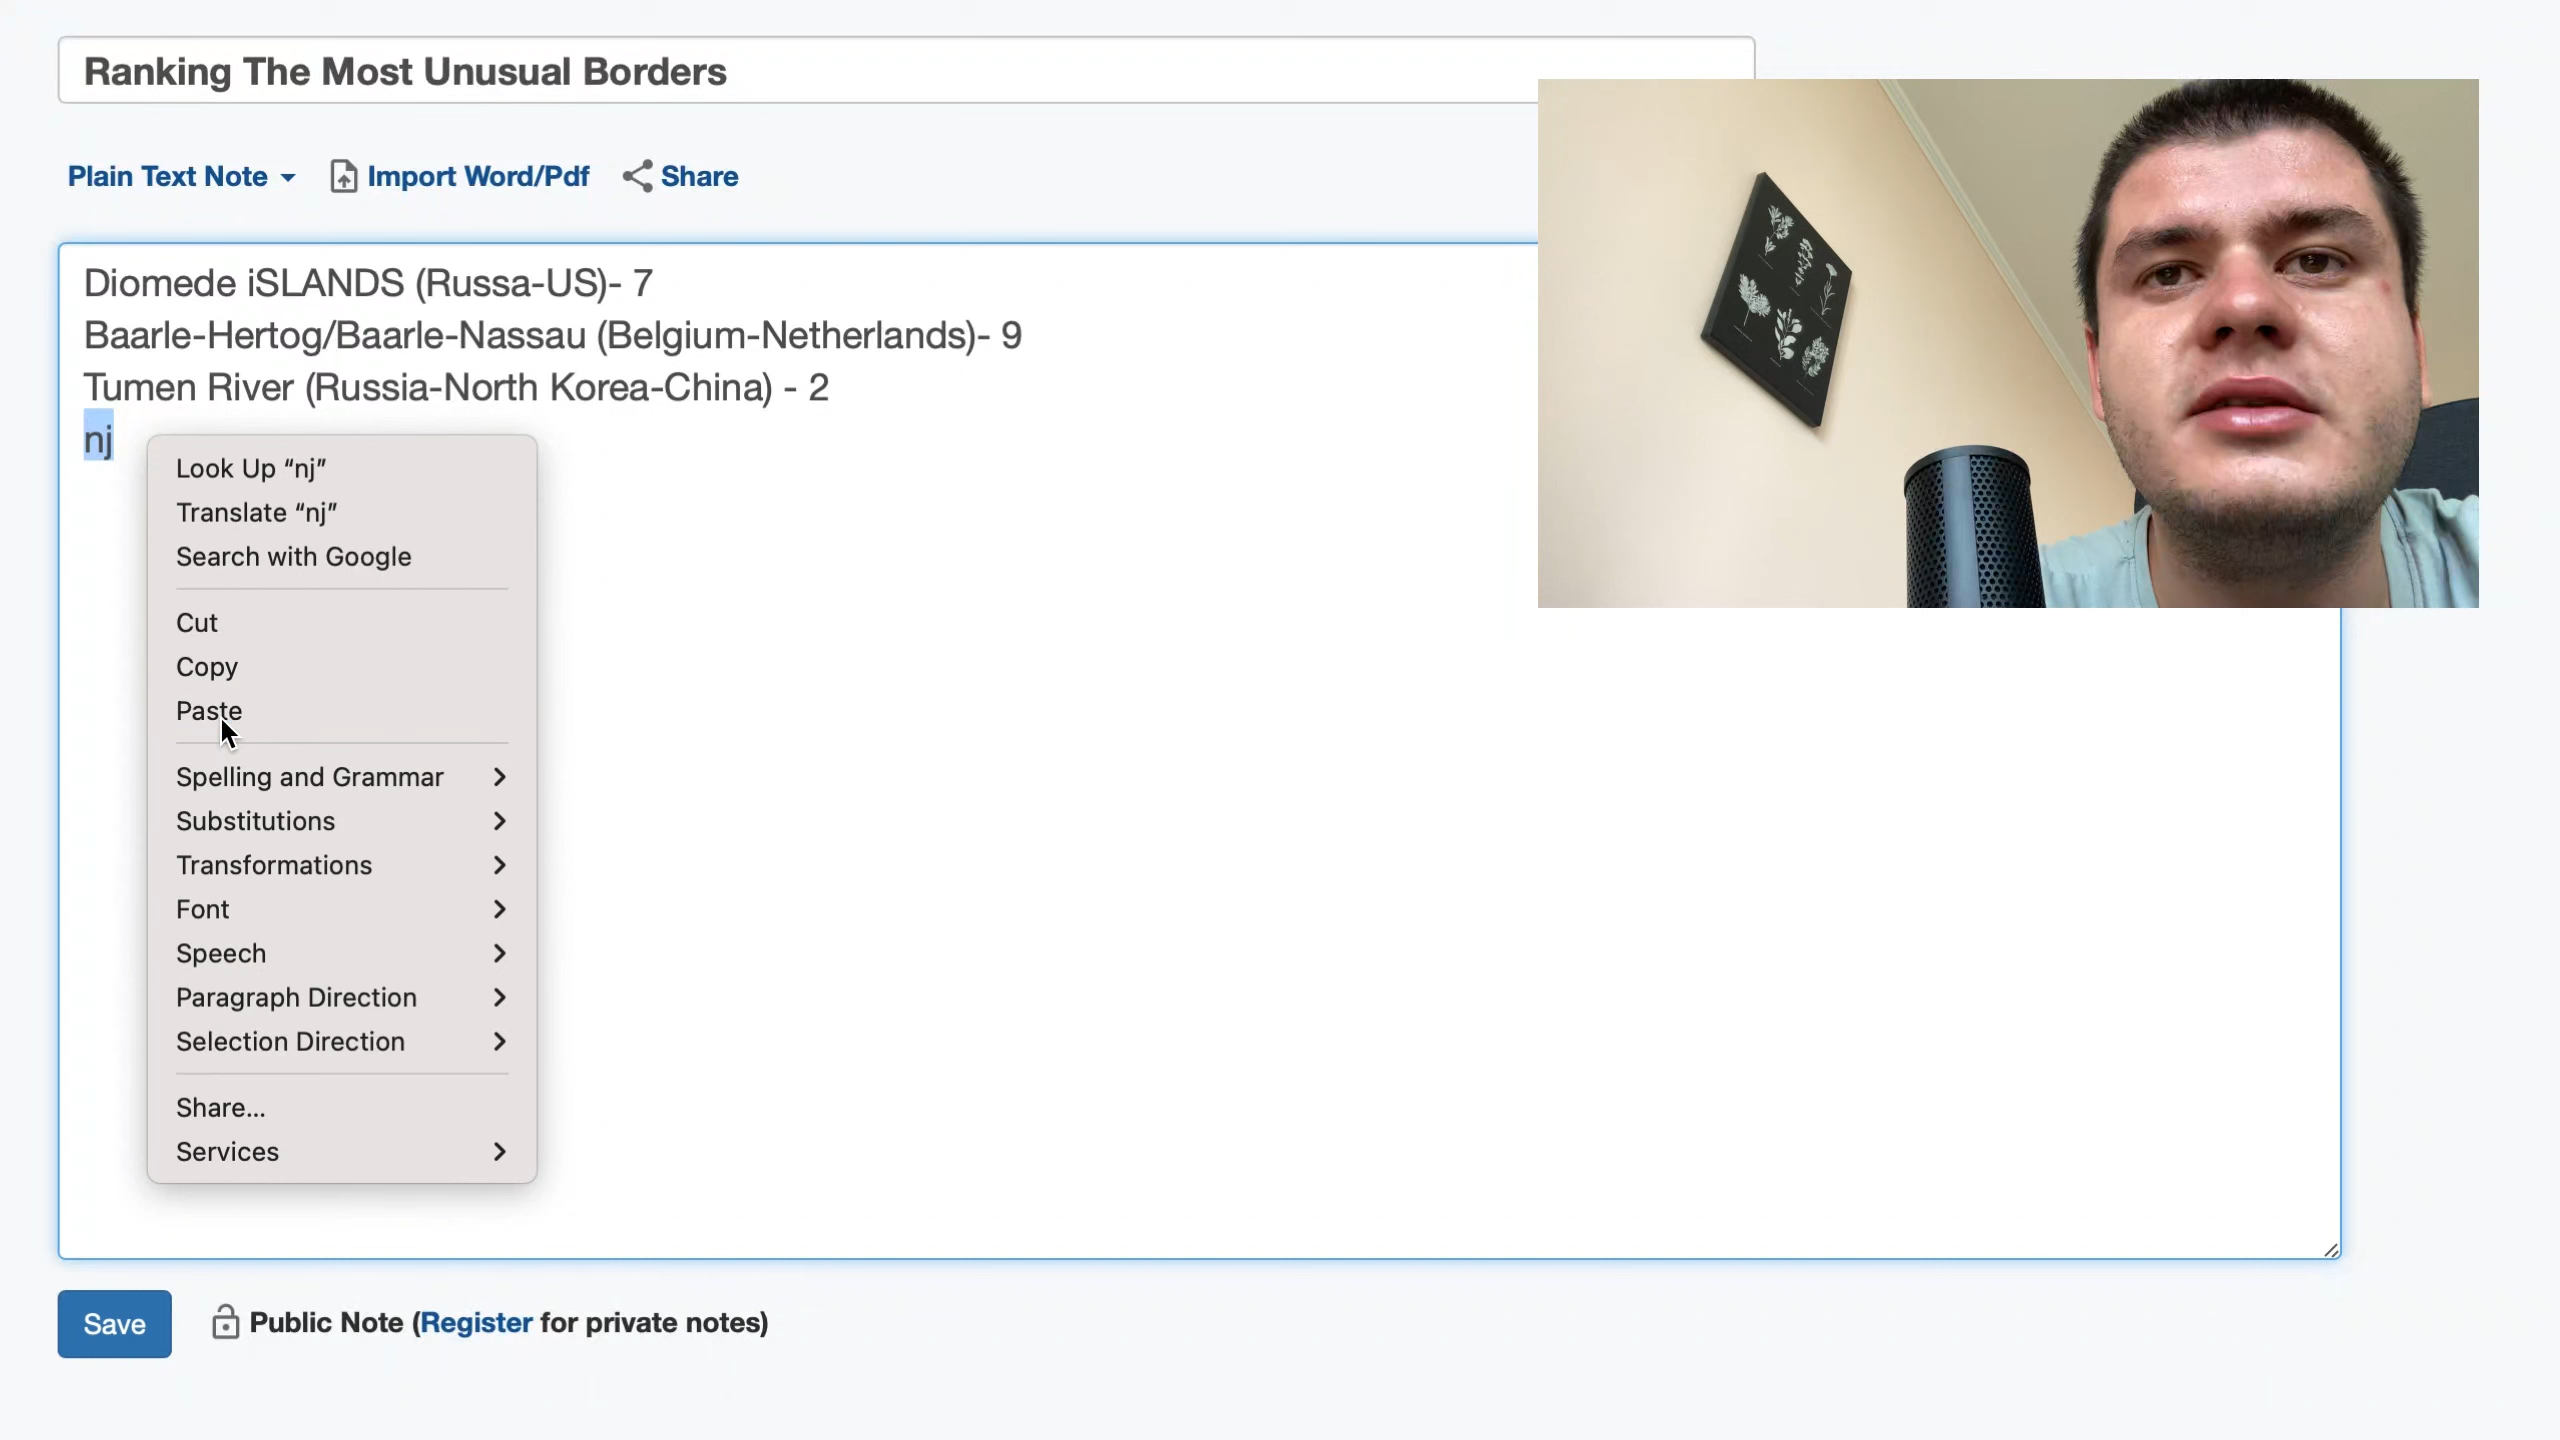 Ranking The Most Unusual Borders
Plain Text Note Import Word/Pdf Share
Diomede iSLANDS (Russa-US)- 7
Baarle-Hertog/Baarle-Nassau (Belgium-Netherlands)- 9
Tumen River (Russia-North Korea-China) - 2
nj
Look Up “nj”
Translate “nj”
Search with Google
Cut
Copy
Paste
Spelling and Grammar
Substitutions
Transformations
Font
Speech
Paragraph Direction
Selection Direction
Share...
Services
Save Public Note (Register for private notes)